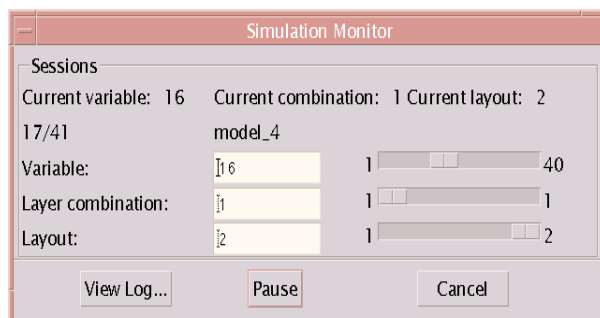 Simulation Monitor
Sessions
Current variable: 16 Current combination: 1 Current layout: 2
17/41 model_4
Variable: 16 1 40
Layer combination: 1 1 1
Layout: 2 1 2
View Log... Pause Cancel